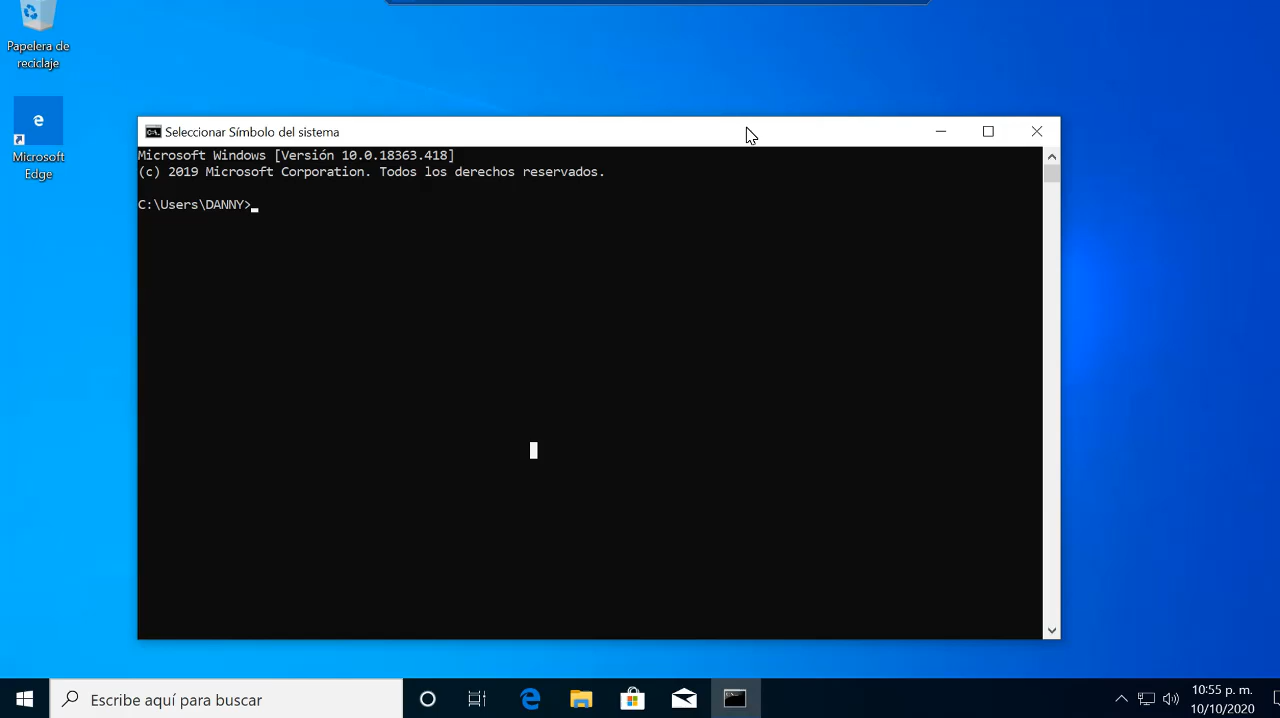 Papelera de
reciclaje
Microsoft
Edge
Seleccionar Símbolo del sistema
Microsoft Windows [Versión 10.0.18363.418]
(c) 2019 Microsoft Corporation. Todos los derechos reservados.
C:\Users\DANNY>
Escribe aquí para buscar
10:55 p. m.
10/10/2020